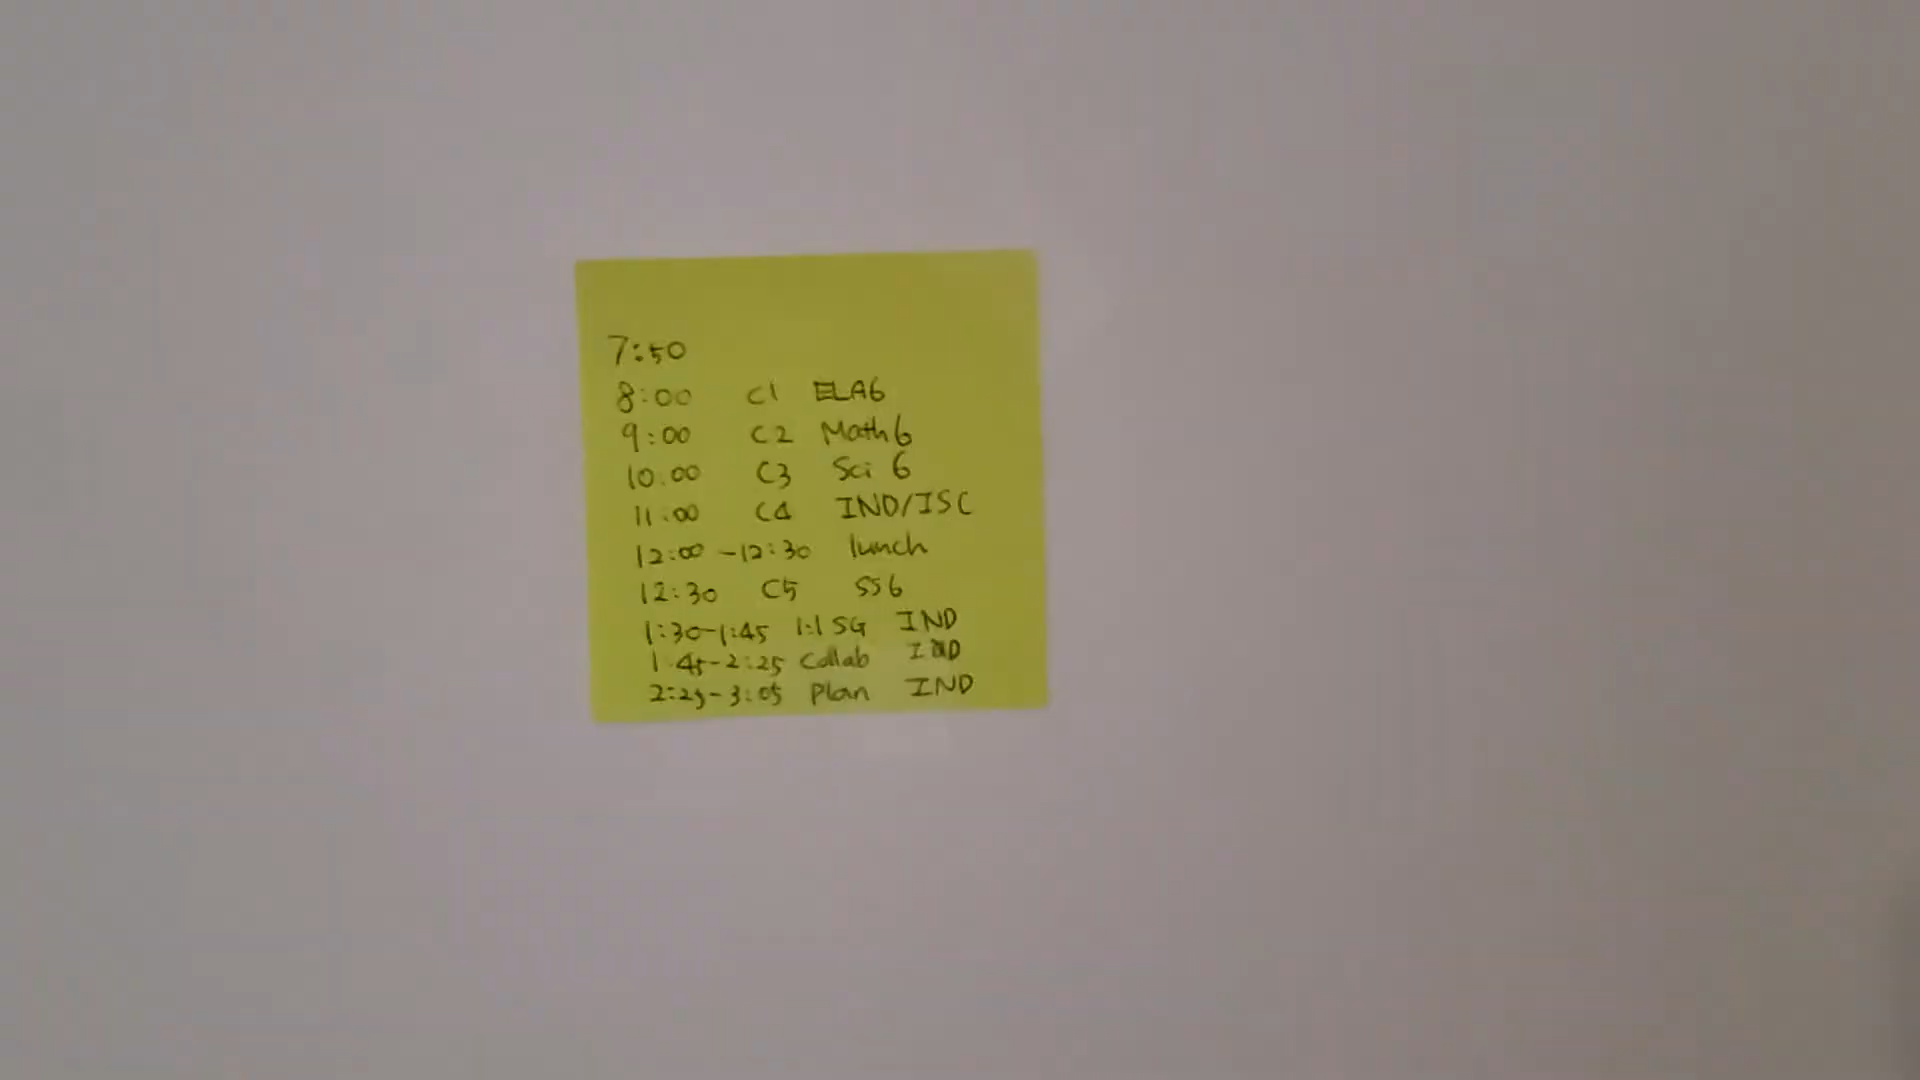 7:50
8:00 C1 ELA6
9:00 C2 Math 6
10:00 C3 Sci 6
11:00 C4 IND/ISC
12:00 -12:30 lunch
12:30 C5 SS6
1:30-1:45 1:1 SG IND
1:45-2:25 Collab IND
2:25-3:05 Plan IND